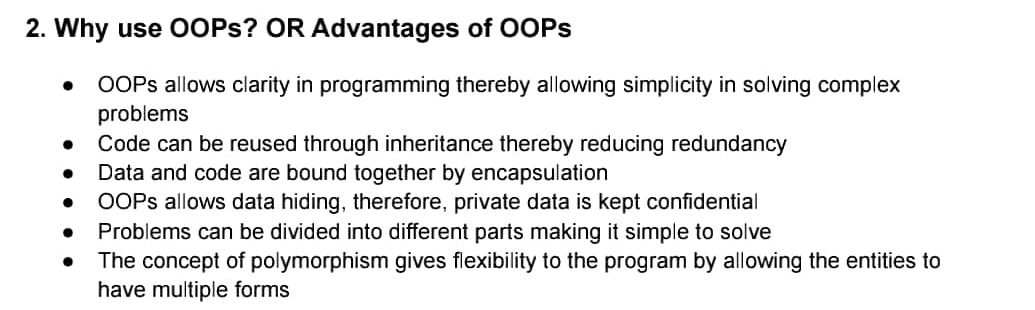 2. Why use OOPs? OR Advantages of OOPs
● OOPs allows clarity in programming thereby allowing simplicity in solving complex
problems
● Code can be reused through inheritance thereby reducing redundancy
● Data and code are bound together by encapsulation
● OOPs allows data hiding, therefore, private data is kept confidential
● Problems can be divided into different parts making it simple to solve
● The concept of polymorphism gives flexibility to the program by allowing the entities to
have multiple forms